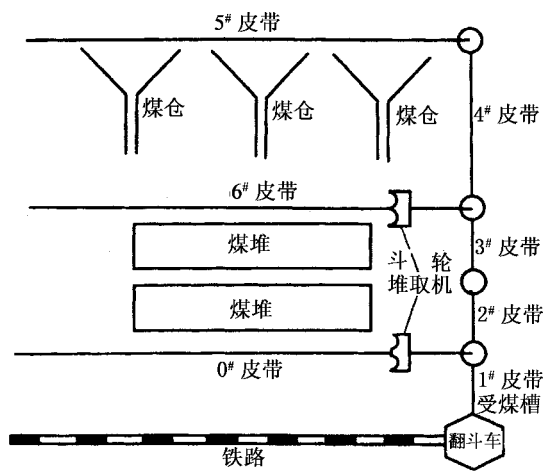 5# 皮带
煤仓
煤仓
煤仓
4# 皮带
6# 皮带
煤堆
斗轮
堆取机
3# 皮带
煤堆
2# 皮带
0# 皮带
1# 皮带
受煤槽
翻斗车
铁路